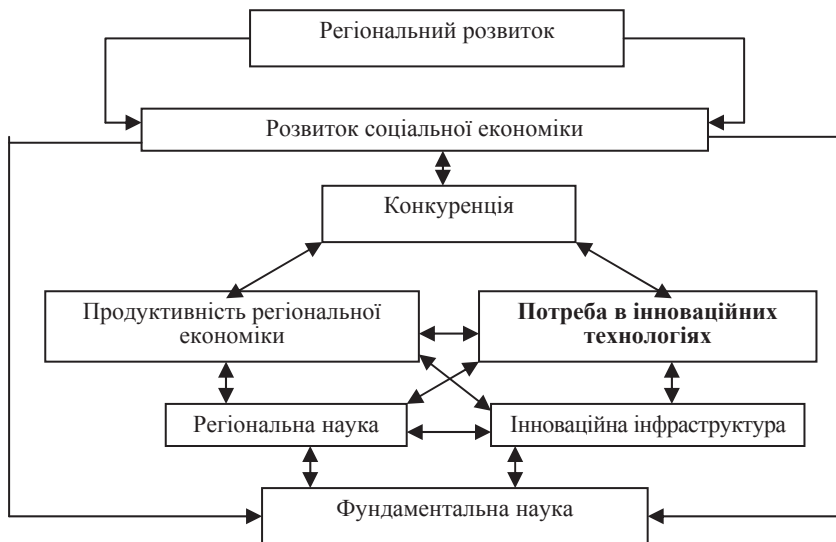 Регіональний розвиток
Розвиток соціальної економіки
Конкуренція
Продуктивність регіональної
економіки
Потреба в інноваційних
технологіях
Регіональна наука
Інноваційна інфраструктура
Фундаментальна наука